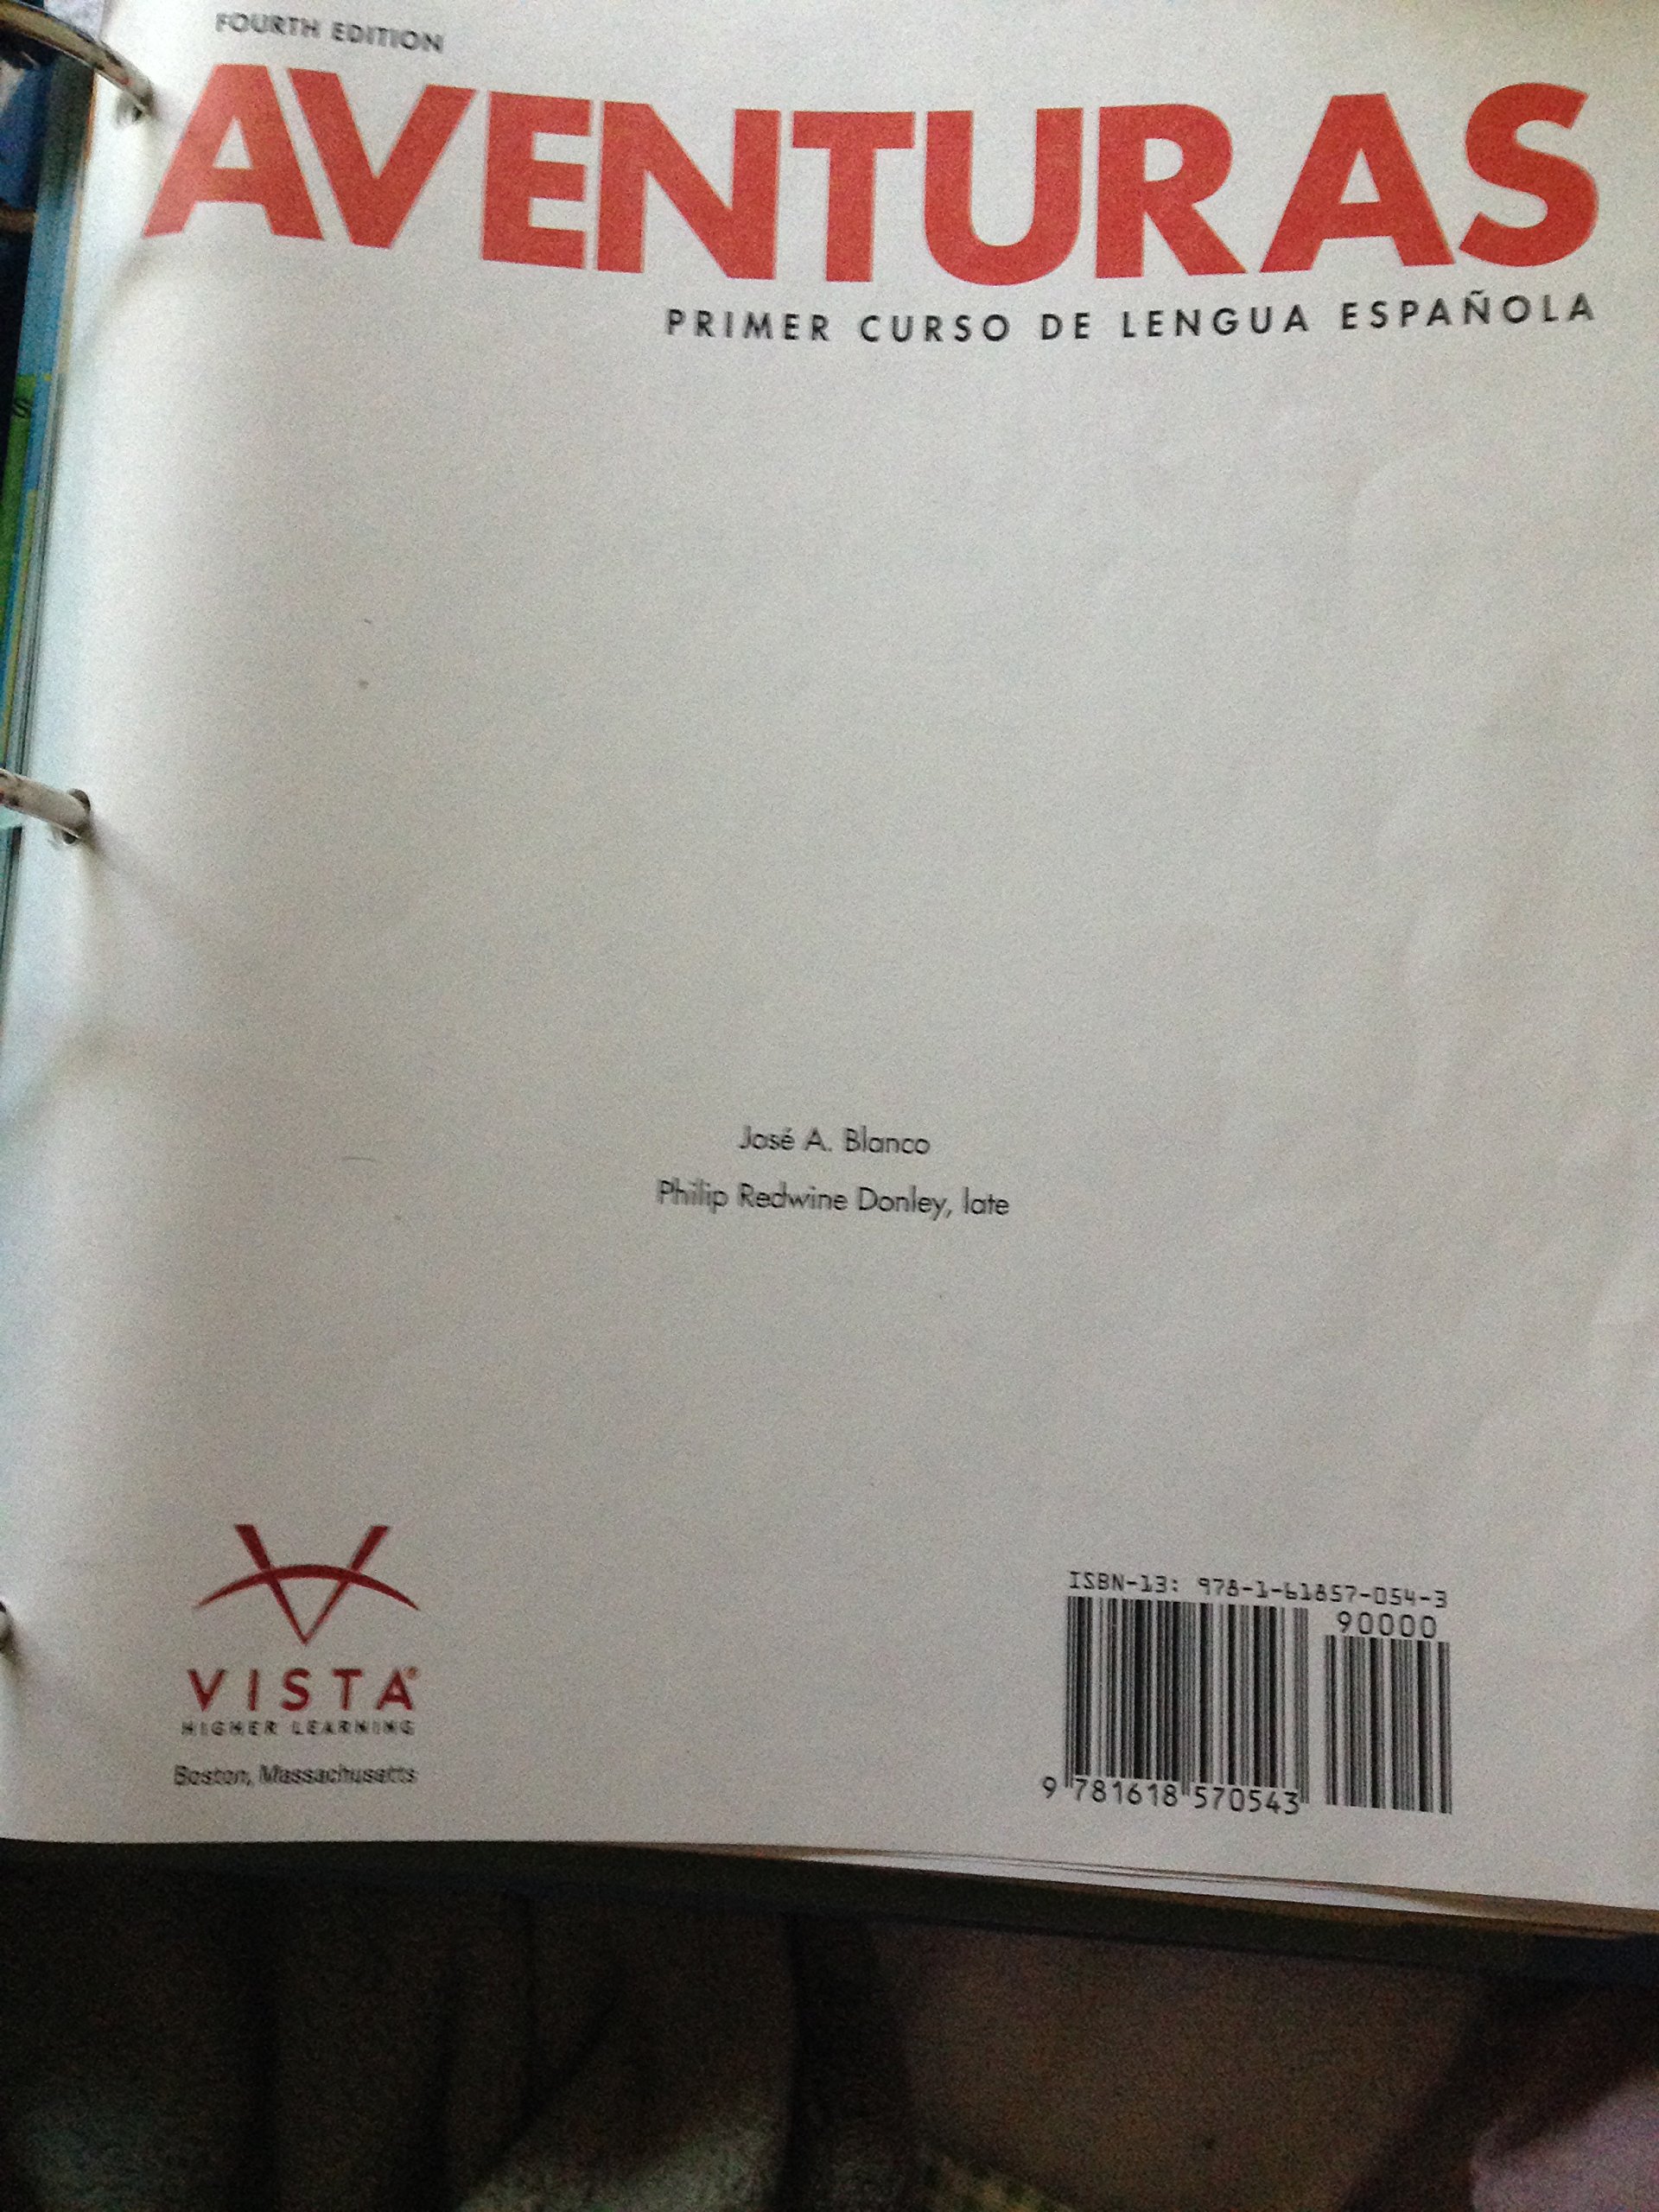 FOURTH EDITION
AVENTURAS
PRIMER CURSO DE LENGUA ESPAÑOLA
José A. Blanco
Philip Redwine Donley, late
VISTA®
HIGHER LEARNING
Boston, Massachusetts
ISBN-13: 978-1-61857-054-3
90000
9 781618 570543